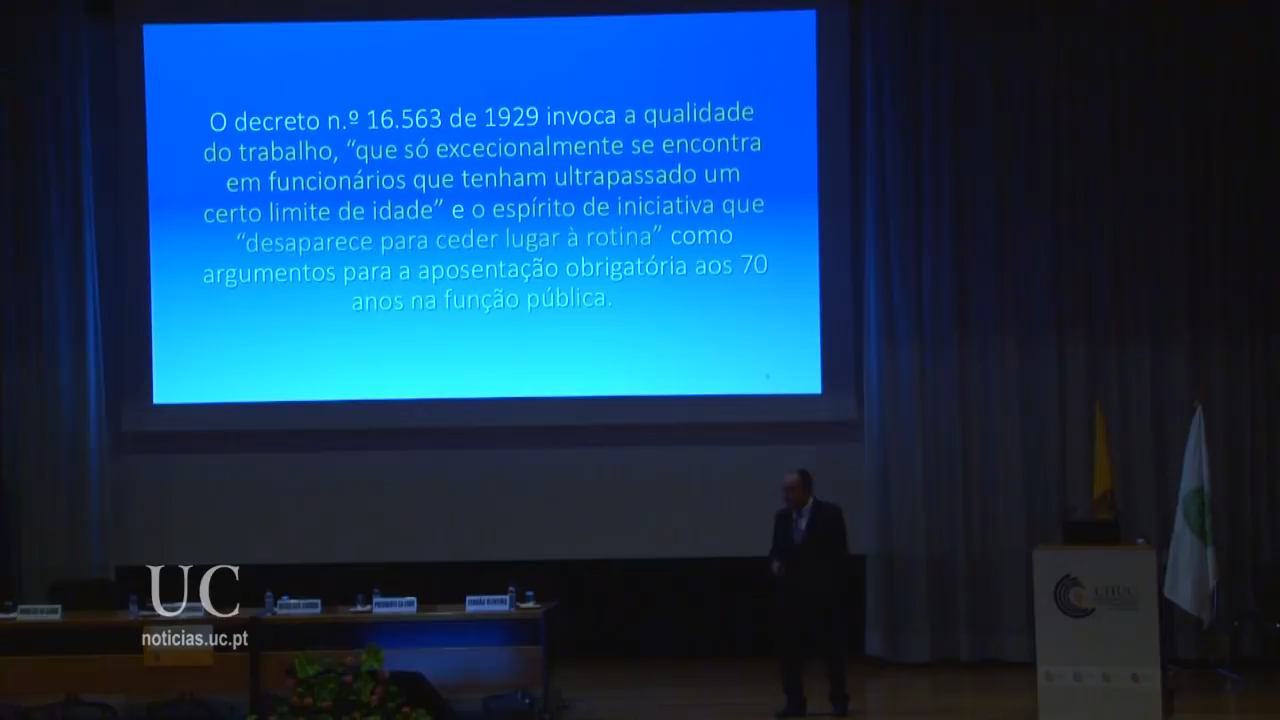 O decreto n.º 16.563 de 1929 invoca a qualidade
do trabalho, “que só excecionalmente se encontra
em funcionários que tenham ultrapassado um
certo limite de idade” e o espírito de iniciativa que
“desaparece para ceder lugar à rotina” como
argumentos para a aposentação obrigatória aos 70
anos na função pública.
UC
noticias.uc.pt
CHUC